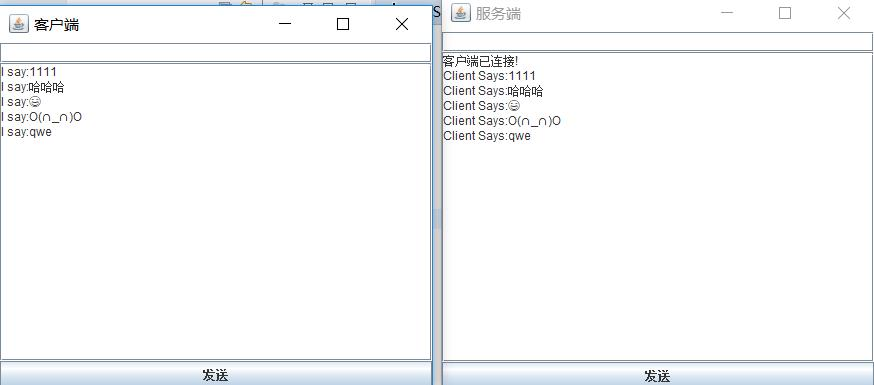 客户端
I say:1111
I say:哈哈哈
I say:😄
I say:O(∩_∩)O
I say:qwe
发送
服务端
客户端已连接!
Client Says:1111
Client Says:哈哈哈
Client Says:😄
Client Says:O(∩_∩)O
Client Says:qwe
发送